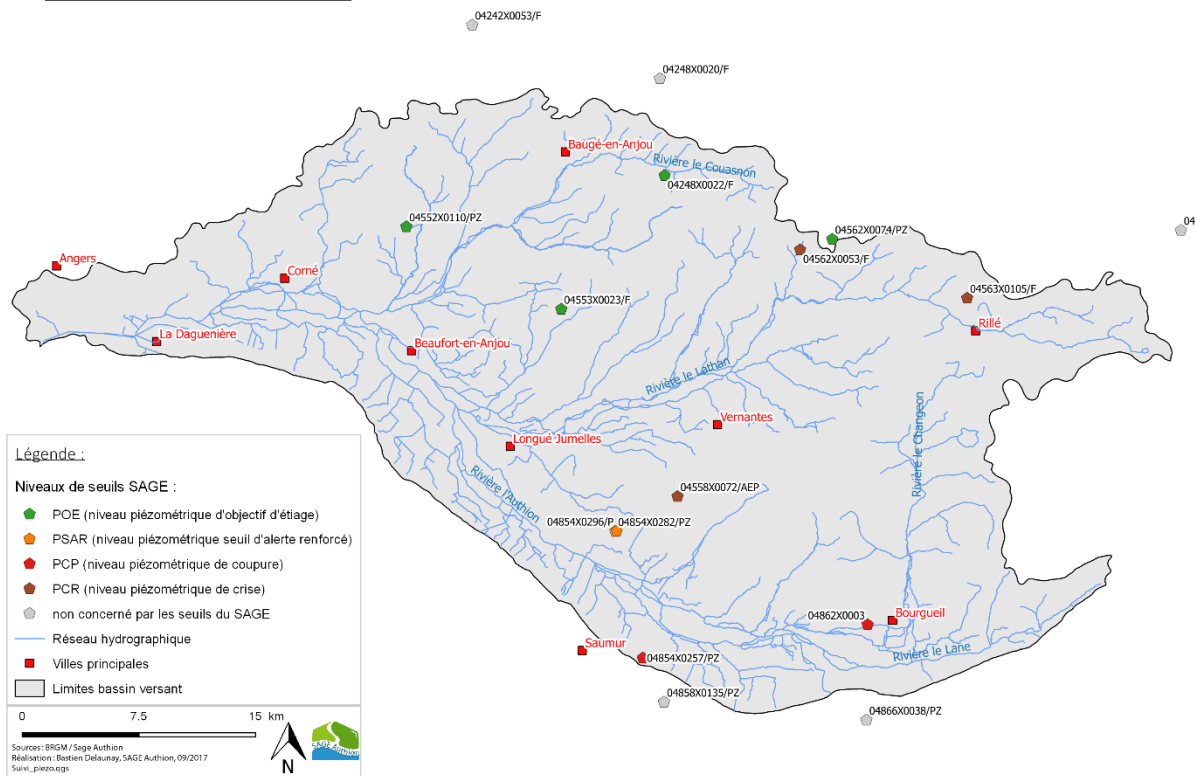 04242X0053/F
04248X0020/F
Baugé-en-Anjou
Rivière le Couasnon
04248X0022/F
04552X0110/PZ
04562X0074/PZ
04
04562X0053/F
Angers
Corné
04563X0105/F
04553X0023/F
Rillé
La Daguenière
Beaufort-en-Anjou
Rivière le Lathan
Vernantes
Longué Jumelles
Rivière le Changeon
Rivière l'Authion
04558X0072/AEP
04854X0296/P
04854X0282/PZ
04862X0003
Bourgueil
Saumur
04854X0257/PZ
Rivière le Lane
04858X0135/PZ
04866X0038/PZ
Légende :
Niveaux de seuils SAGE :
POE (niveau piézométrique d'objectif d'étiage)
PSAR (niveau piézométrique seuil d'alerte renforcé)
PCP (niveau piézométrique de coupure)
PCR (niveau piézométrique de crise)
non concerné par les seuils du SAGE
Réseau hydrographique
Villes principales
Limites bassin versant
0 7.5 15 km
Sources : BRGM / Sage Authion
Réalisation : Bastien Delaunay, SAGE Authion, 09/2017
Suivi_piezo.qgs
N
SAGE Authion